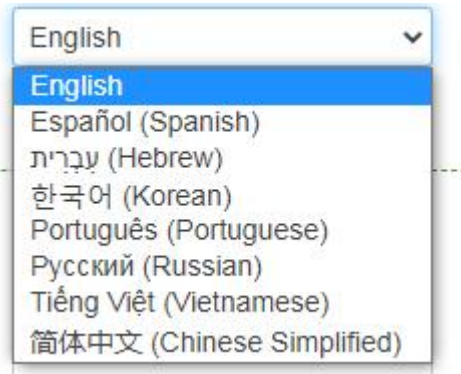 English
English
Español (Spanish)
עִבְרִית (Hebrew)
한국어 (Korean)
Português (Portuguese)
Русский (Russian)
Tiếng Việt (Vietnamese)
简体中文 (Chinese Simplified)